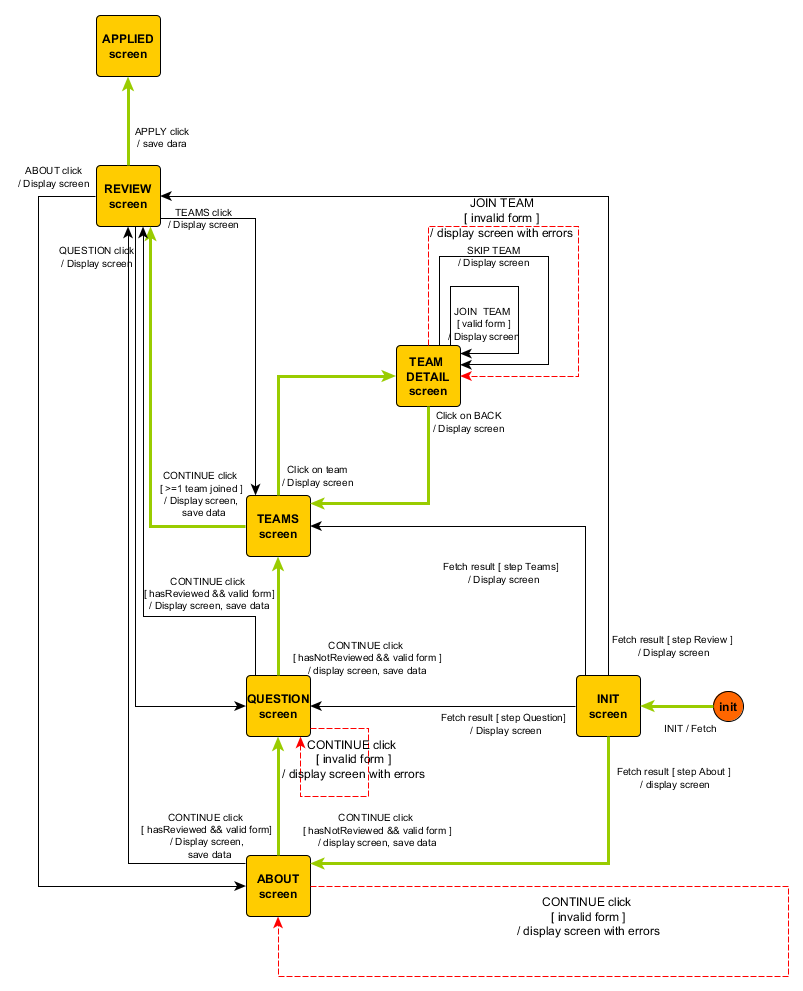 APPLIED
screen
APPLY click
/ save dara
ABOUT click
/ Display screen
REVIEW
screen
TEAMS click
/ Display screen
JOIN TEAM
[ invalid form ]
/ display screen with errors
QUESTION click
/ Display screen
SKIP TEAM
/ Display screen
JOIN TEAM
[ valid form ]
/ Display screen
TEAM
DETAIL
screen
Click on BACK
/ Display screen
CONTINUE click
[ >=1 team joined ]
/ Display screen,
save data
Click on team
/ Display screen
TEAMS
screen
Fetch result [ step Teams]
/ Display screen
CONTINUE click
[ hasReviewed && valid form]
/ Display screen, save data
CONTINUE click
[ hasNotReviewed && valid form ]
/ display screen, save data
Fetch result [ step Review ]
/ Display screen
QUESTION
screen
INIT
screen
init
Fetch result [ step Question]
/ Display screen
INIT / Fetch
CONTINUE click
[ invalid form ]
/ display screen with errors
Fetch result [ step About ]
/ display screen
CONTINUE click
[ hasReviewed && valid form]
/ Display screen,
save data
CONTINUE click
[ hasNotReviewed && valid form ]
/ display screen, save data
ABOUT
screen
CONTINUE click
[ invalid form ]
/ display screen with errors